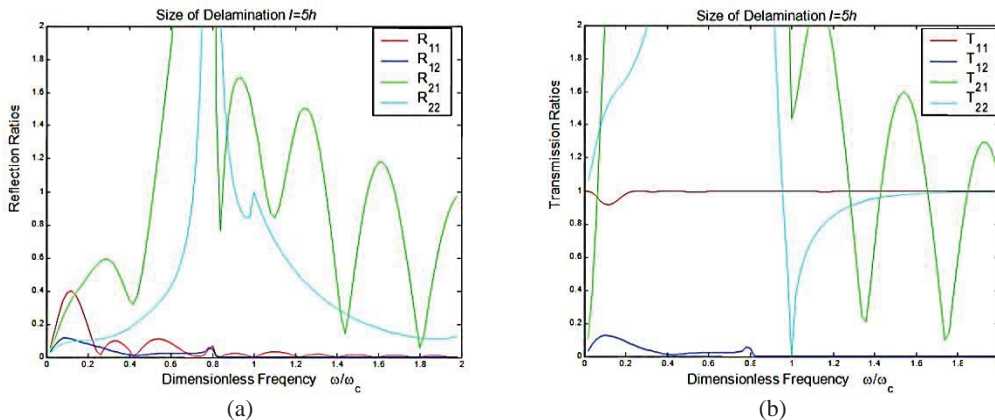 Size of Delamination l=5h
2
1.8
1.6
1.4
1.2
1
0.8
0.6
0.4
0.2
0
Reflection Ratios
R11
R12
R21
R22
0 0.2 0.4 0.6 0.8 1 1.2 1.4 1.6 1.8 2
Dimensionless Freqency ω/ωc
(a)
Size of Delamination l=5h
2
1.8
1.6
1.4
1.2
1
0.8
0.6
0.4
0.2
0
Transmission Ratios
T11
T12
T21
T22
0 0.2 0.4 0.6 0.8 1 1.2 1.4 1.6 1.8
Dimensionless Frequency ω/ωc
(b)